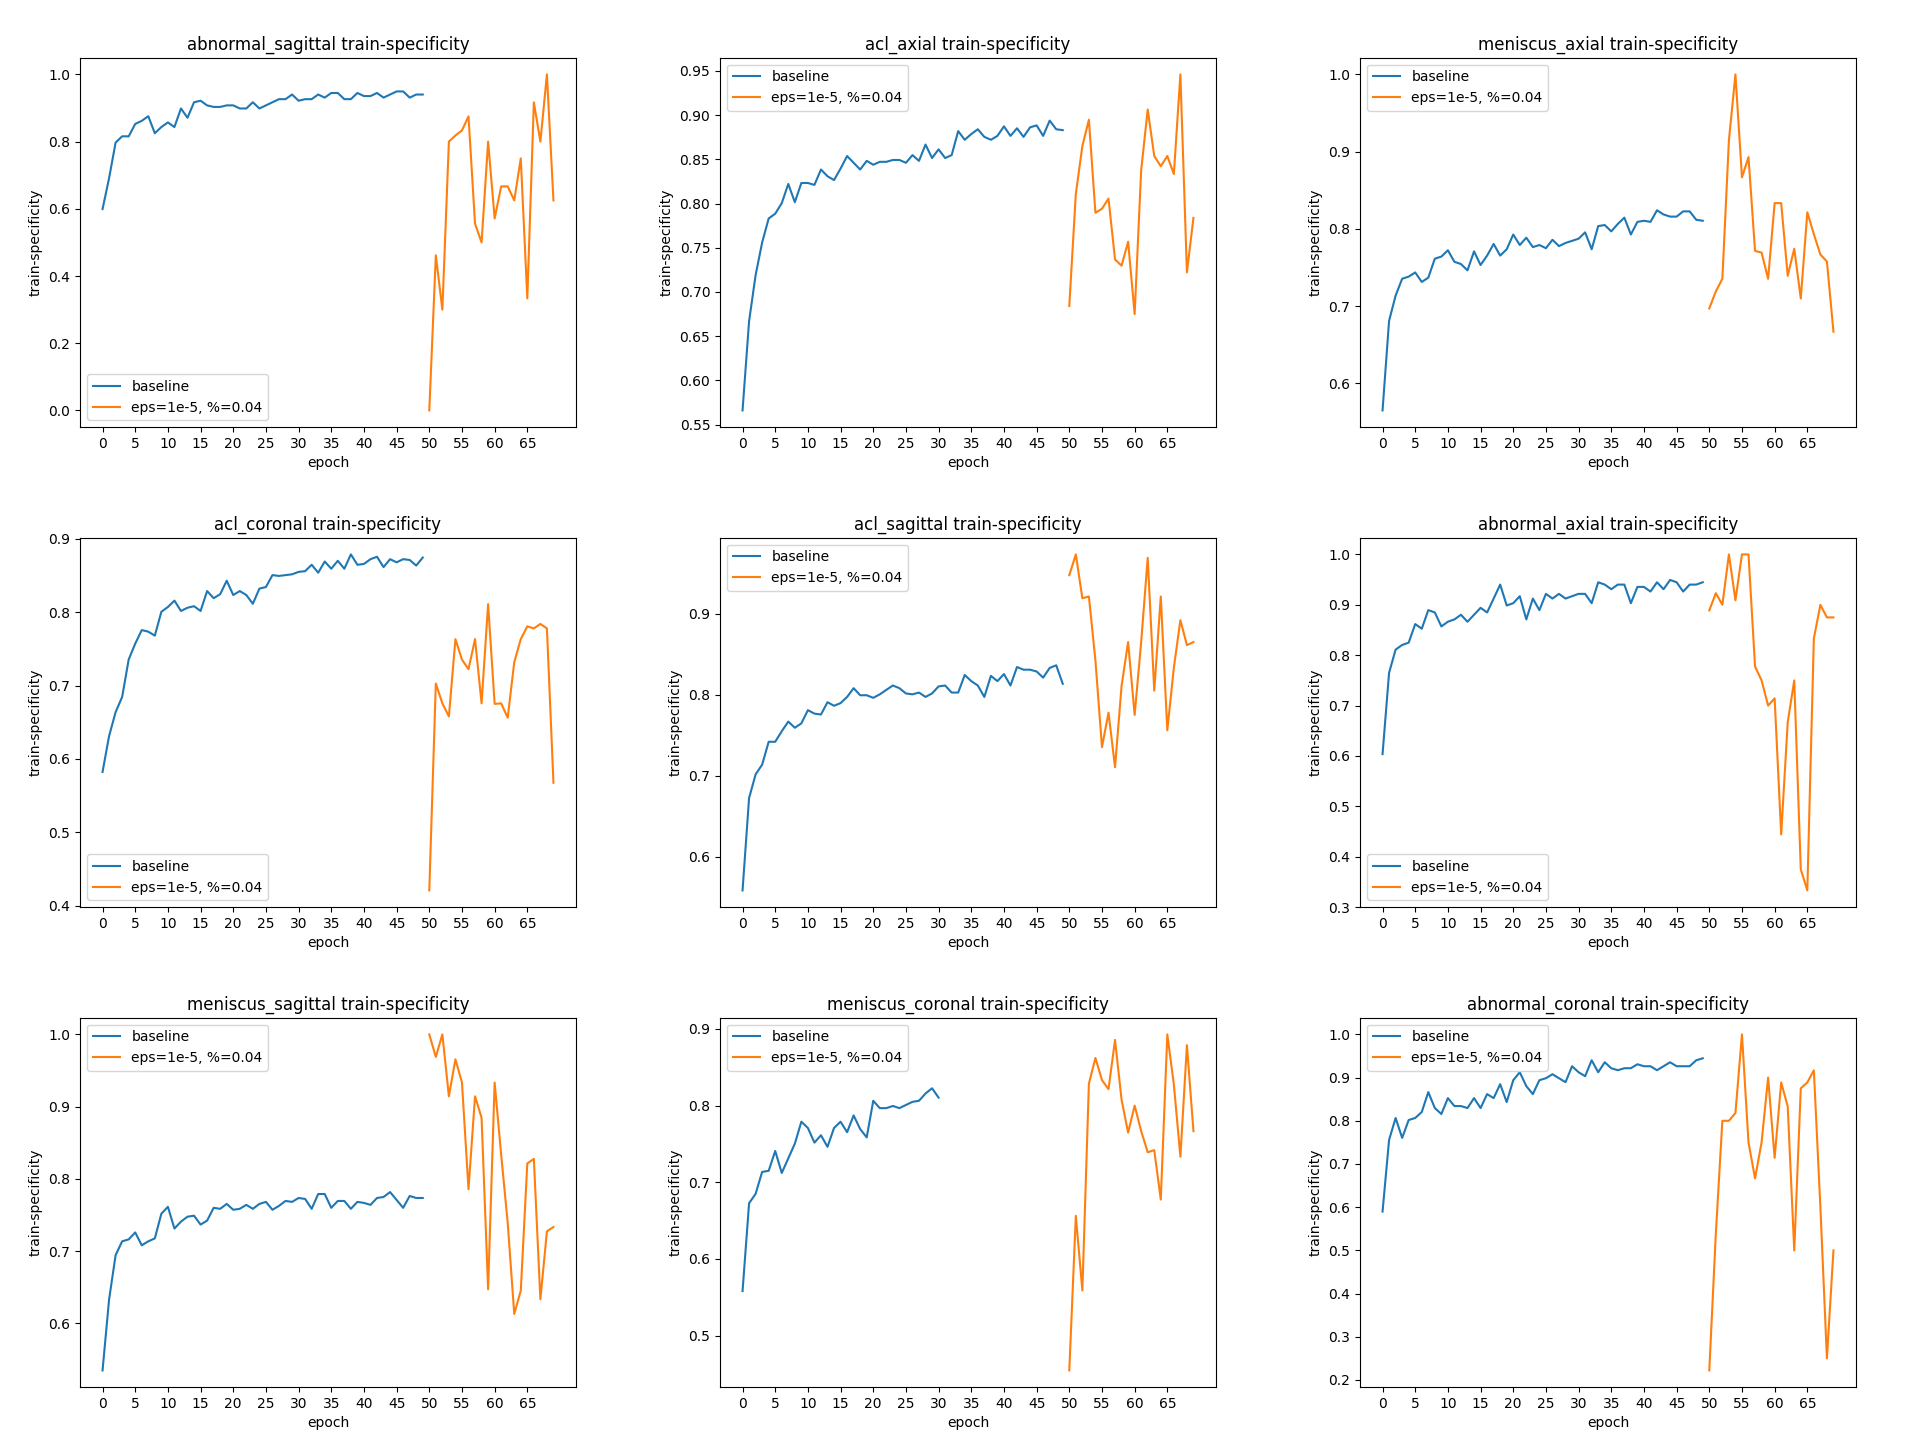 abnormal_sagittal train-specificity
train-specificity
1.0
0.8
0.6
0.4
0.2
0.0
baseline
eps=1e-5, %=0.04
0 5 10 15 20 25 30 35 40 45 50 55 60 65
epoch
acl_axial train-specificity
train-specificity
0.95
0.90
0.85
0.80
0.75
0.70
0.65
0.60
0.55
baseline
eps=1e-5, %=0.04
0 5 10 15 20 25 30 35 40 45 50 55 60 65
epoch
meniscus_axial train-specificity
train-specificity
1.0
0.9
0.8
0.7
0.6
baseline
eps=1e-5, %=0.04
0 5 10 15 20 25 30 35 40 45 50 55 60 65
epoch
acl_coronal train-specificity
train-specificity
0.9
0.8
0.7
0.6
0.5
0.4
baseline
eps=1e-5, %=0.04
0 5 10 15 20 25 30 35 40 45 50 55 60 65
epoch
acl_sagittal train-specificity
train-specificity
0.9
0.8
0.7
0.6
baseline
eps=1e-5, %=0.04
0 5 10 15 20 25 30 35 40 45 50 55 60 65
epoch
abnormal_axial train-specificity
train-specificity
1.0
0.9
0.8
0.7
0.6
0.5
0.4
0.3
baseline
eps=1e-5, %=0.04
0 5 10 15 20 25 30 35 40 45 50 55 60 65
epoch
meniscus_sagittal train-specificity
train-specificity
1.0
0.9
0.8
0.7
0.6
baseline
eps=1e-5, %=0.04
0 5 10 15 20 25 30 35 40 45 50 55 60 65
epoch
meniscus_coronal train-specificity
train-specificity
0.9
0.8
0.7
0.6
0.5
baseline
eps=1e-5, %=0.04
0 5 10 15 20 25 30 35 40 45 50 55 60 65
epoch
abnormal_coronal train-specificity
train-specificity
1.0
0.9
0.8
0.7
0.6
0.5
0.4
0.3
0.2
baseline
eps=1e-5, %=0.04
0 5 10 15 20 25 30 35 40 45 50 55 60 65
epoch